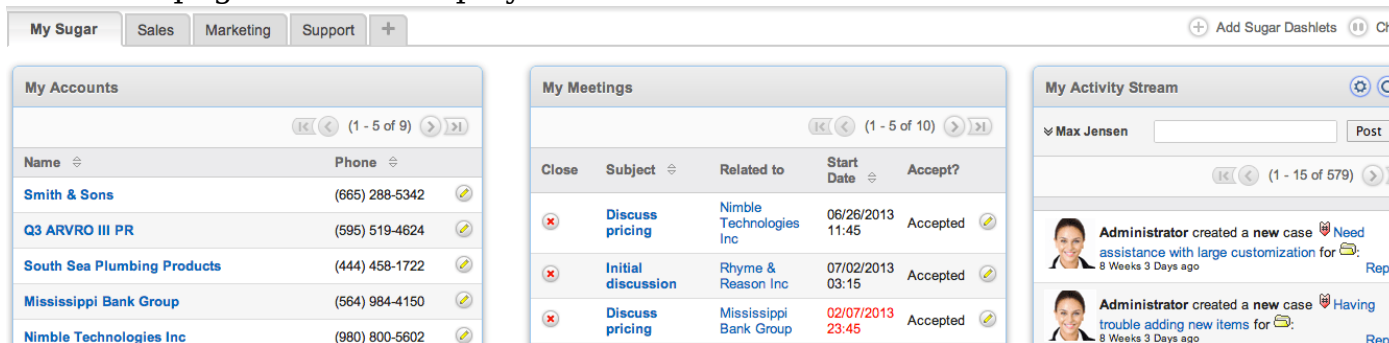 My Sugar Sales Marketing Support +
Add Sugar Dashlets
My Accounts
(1 - 5 of 9)
Name Phone
Smith & Sons (665) 288-5342
Q3 ARVRO III PR (595) 519-4624
South Sea Plumbing Products (444) 458-1722
Mississippi Bank Group (564) 984-4150
Nimble Technologies Inc (980) 800-5602
My Meetings
(1 - 5 of 10)
Close Subject Related to Start Date Accept?
Discuss pricing Nimble Technologies Inc 06/26/2013 11:45 Accepted
Initial discussion Rhyme & Reason Inc 07/02/2013 03:15 Accepted
Discuss pricing Mississippi Bank Group 02/07/2013 23:45 Accepted
My Activity Stream
Max Jensen Post
(1 - 15 of 579)
Administrator created a new case Need
assistance with large customization for :
8 Weeks 3 Days ago
Administrator created a new case Having
trouble adding new items for :
8 Weeks 3 Days ago